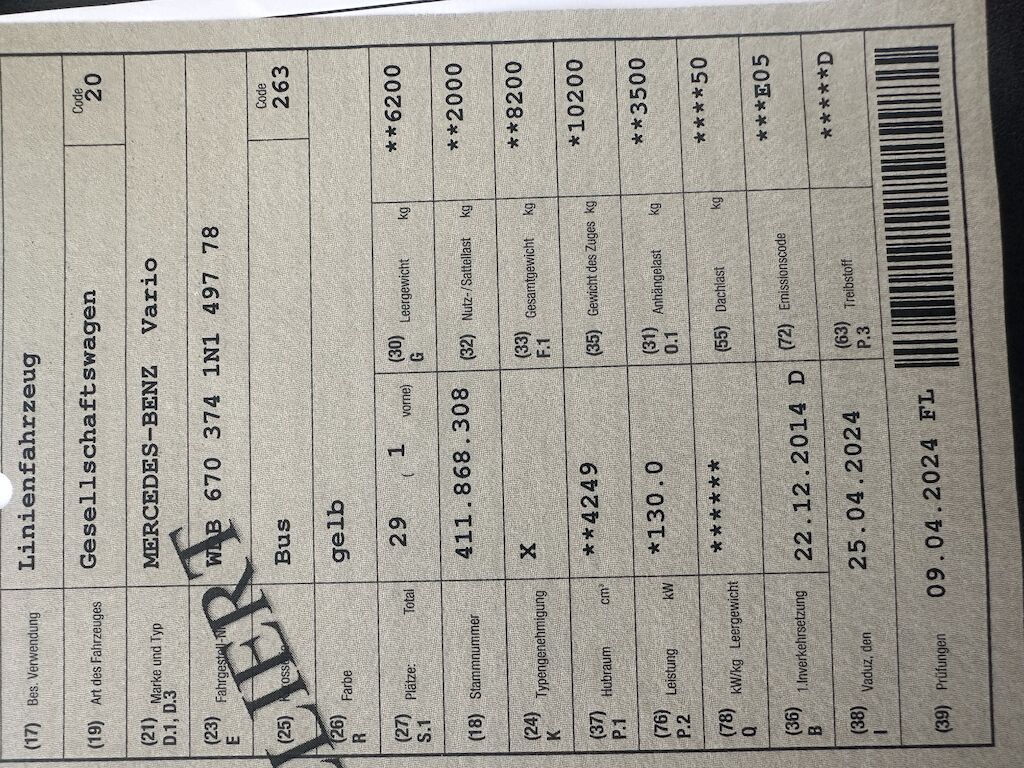 (17) Bes. Verwendung Linienfahrzeug
(19) Art des Fahrzeuges Gesellschaftswagen Code 20
(21) Marke und Typ MERCEDES-BENZ Vario
D.1, D.3
(23) Fahrgestell-Nr. WDB 670 374 1N1 497 78
E
(25) Bus Code 263
(26) Farbe gelb
R
(27) Plätze: Total 29 ( 1 vorne) (30) Leergewicht kg **6200
S.1 G
(18) Stammnummer 411.868.308 (32) Nutz-/Sattellast kg **2000
(24) Typengenehmigung X (33) Gesamtgewicht kg **8200
K F.1
(37) Hubraum cm³ **4249 (35) Gewicht des Zuges kg *10200
P.1
(76) Leistung kW *130.0 (31) Anhängelast kg **3500
P.2 O.1
(78) kW/kg Leergewicht ****** (55) Dachlast kg ****50
Q
(36) 1.Inverkehrsetzung 22.12.2014 D (72) Emissionscode ***E05
B
(38) Vaduz, den 25.04.2024 (63) Treibstoff *****D
I P.3
(39) Prüfungen 09.04.2024 FL
LIERT